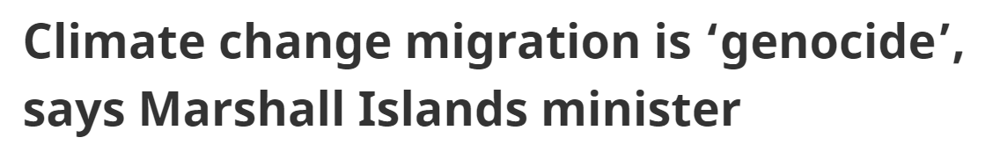 Climate change migration is ‘genocide’,
says Marshall Islands minister